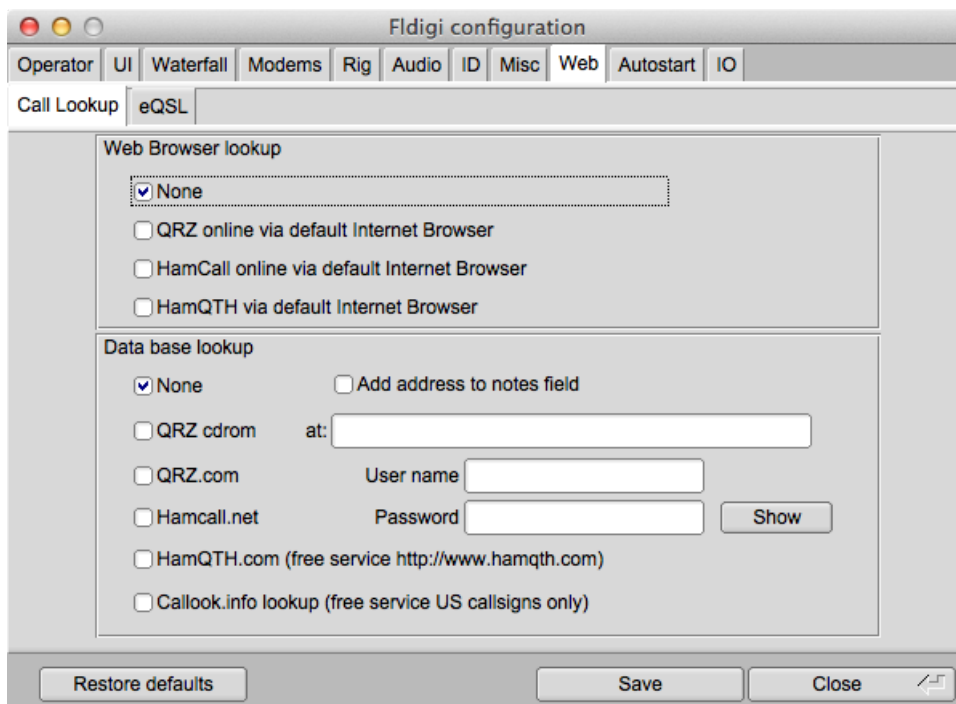 Fldigi configuration
Operator UI Waterfall Modems Rig Audio ID Misc Web Autostart IO
Call Lookup eQSL
Web Browser lookup
None
QRZ online via default Internet Browser
HamCall online via default Internet Browser
HamQTH via default Internet Browser
Data base lookup
None Add address to notes field
QRZ cdrom at:
QRZ.com User name
Hamcall.net Password Show
HamQTH.com (free service http://www.hamqth.com)
Callook.info lookup (free service US callsigns only)
Restore defaults Save Close